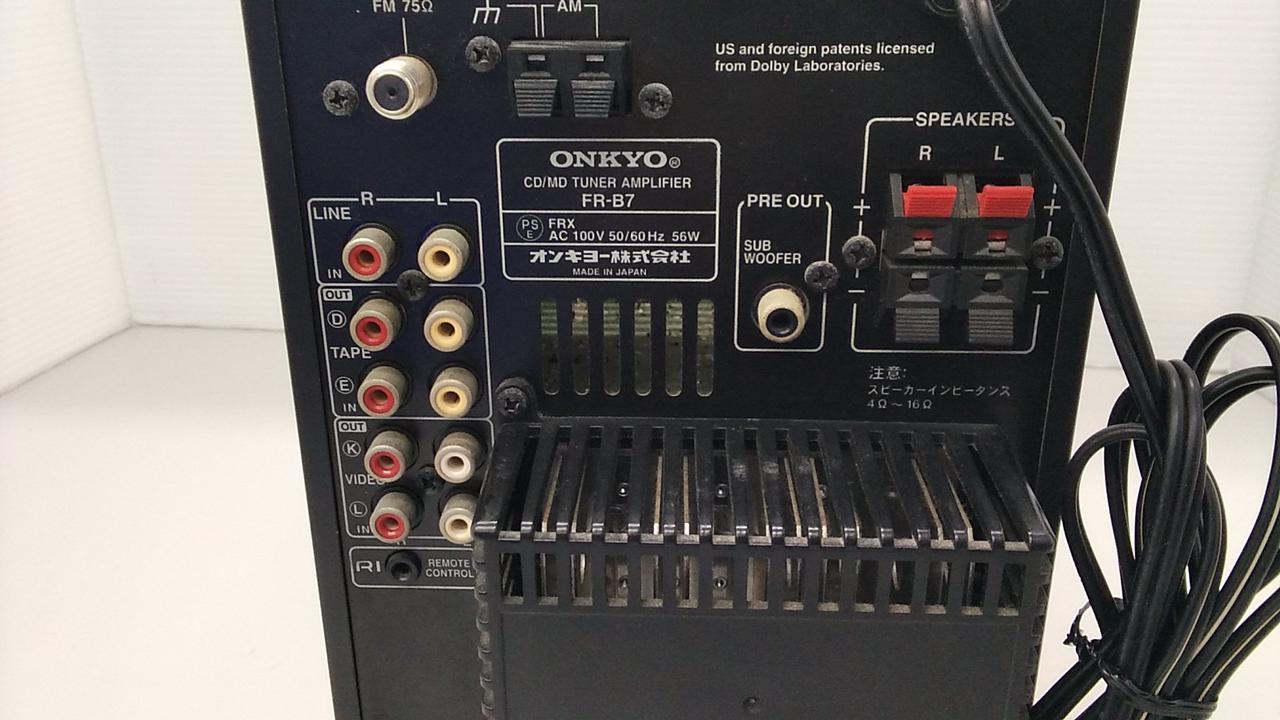 FM 75Ω
AM
US and foreign patents licensed
from Dolby Laboratories.
SPEAKERS
R L
+ +
− −
ONKYO®
CD/MD TUNER AMPLIFIER
FR-B7
PS
E
FRX
AC 100V 50/60Hz 56W
オンキヨー株式会社
MADE IN JAPAN
PRE OUT
SUB
WOOFER
R L
LINE
IN
OUT
D
TAPE
E
IN
OUT
K
VIDEO
L
IN
RI
REMOTE
CONTROL
注意:
スピーカーインピータンス
4Ω～16Ω